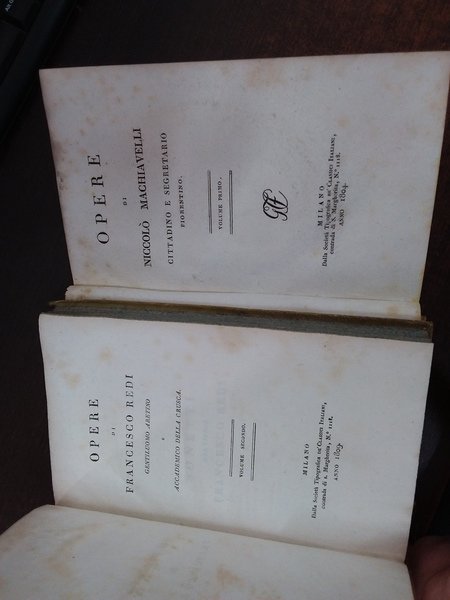 OPERE
DI
NICCOLÒ MACHIAVELLI
CITTADINO E SEGRETARIO
FIORENTINO.
VOLUME PRIMO.
MILANO
Dalla Società Tipografica de' Classici Italiani,
contrada di S. Margherita, N.° 1118.
ANNO 1804.
OPERE
DI
FRANCESCO REDI
GENTILUOMO ARETINO
E
ACCADEMICO DELLA CRUSCA.
VOLUME SECONDO.
MILANO
Dalla Società Tipografica de' Classici Italiani,
contrada di s. Margherita, N.° 1118.
ANNO 1809